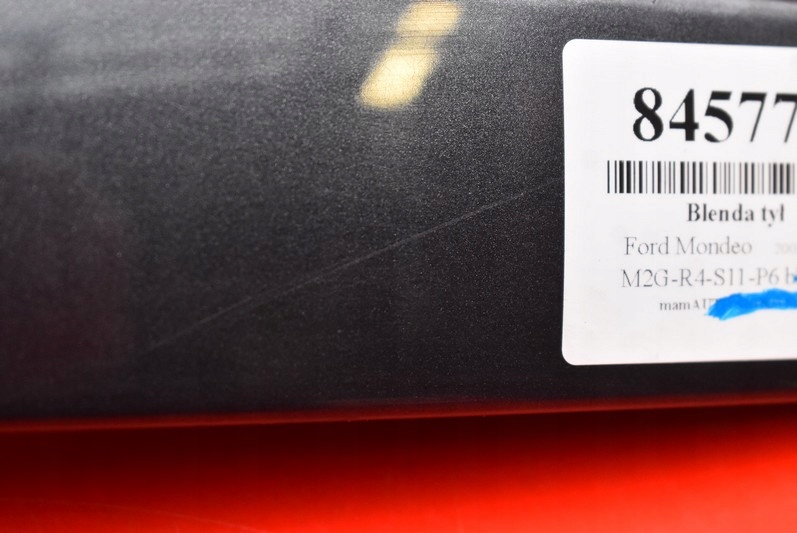 84577
Blenda tył
Ford Mondeo
M2G-R4-S11-P6